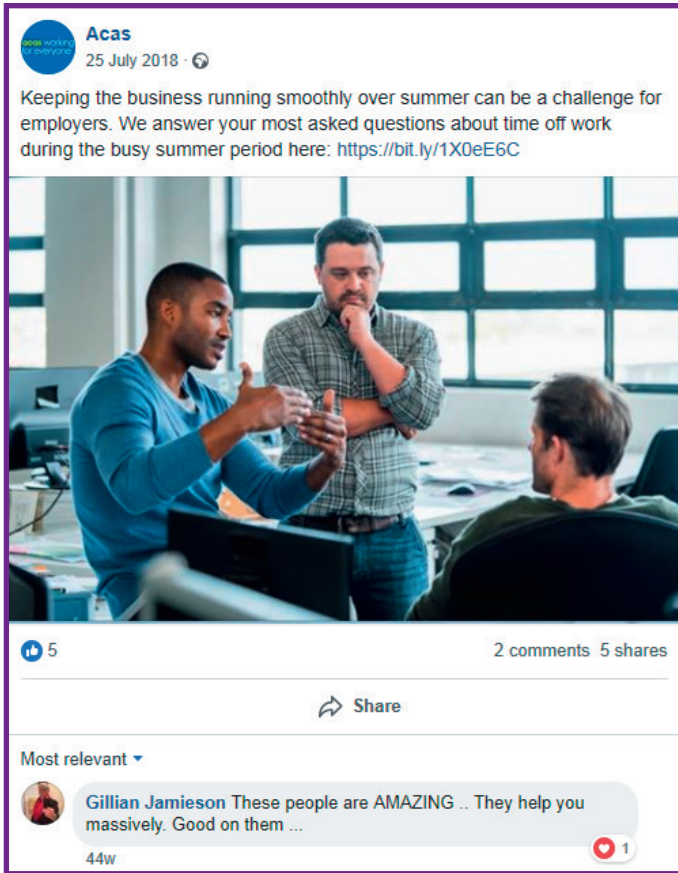 acas working
for everyone
Acas
25 July 2018 ·
Keeping the business running smoothly over summer can be a challenge for
employers. We answer your most asked questions about time off work
during the busy summer period here: https://bit.ly/1X0eE6C
5
2 comments 5 shares
Share
Most relevant
Gillian Jamieson These people are AMAZING .. They help you
massively. Good on them ...
1
44w